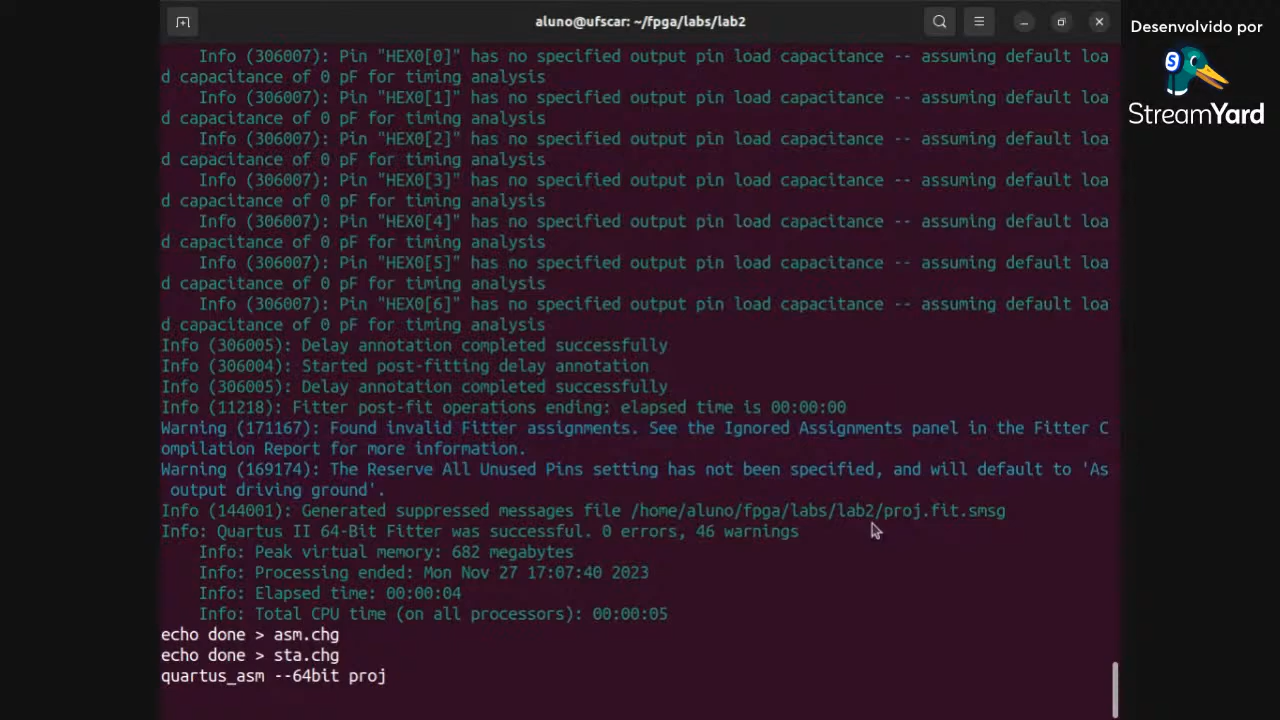 aluno@ufscar: ~/fpga/labs/lab2
Desenvolvido por
StreamYard
Info (306007): Pin "HEX0[0]" has no specified output pin load capacitance -- assuming default loa
d capacitance of 0 pF for timing analysis
Info (306007): Pin "HEX0[1]" has no specified output pin load capacitance -- assuming default loa
d capacitance of 0 pF for timing analysis
Info (306007): Pin "HEX0[2]" has no specified output pin load capacitance -- assuming default loa
d capacitance of 0 pF for timing analysis
Info (306007): Pin "HEX0[3]" has no specified output pin load capacitance -- assuming default loa
d capacitance of 0 pF for timing analysis
Info (306007): Pin "HEX0[4]" has no specified output pin load capacitance -- assuming default loa
d capacitance of 0 pF for timing analysis
Info (306007): Pin "HEX0[5]" has no specified output pin load capacitance -- assuming default loa
d capacitance of 0 pF for timing analysis
Info (306007): Pin "HEX0[6]" has no specified output pin load capacitance -- assuming default loa
d capacitance of 0 pF for timing analysis
Info (306005): Delay annotation completed successfully
Info (306004): Started post-fitting delay annotation
Info (306005): Delay annotation completed successfully
Info (11218): Fitter post-fit operations ending: elapsed time is 00:00:00
Warning (171167): Found invalid Fitter assignments. See the Ignored Assignments panel in the Fitter C
ompilation Report for more information.
Warning (169174): The Reserve All Unused Pins setting has not been specified, and will default to 'As
output driving ground'.
Info (144001): Generated suppressed messages file /home/aluno/fpga/labs/lab2/proj.fit.smsg
Info: Quartus II 64-Bit Fitter was successful. 0 errors, 46 warnings
Info: Peak virtual memory: 682 megabytes
Info: Processing ended: Mon Nov 27 17:07:40 2023
Info: Elapsed time: 00:00:04
Info: Total CPU time (on all processors): 00:00:05
echo done > asm.chg
echo done > sta.chg
quartus_asm --64bit proj